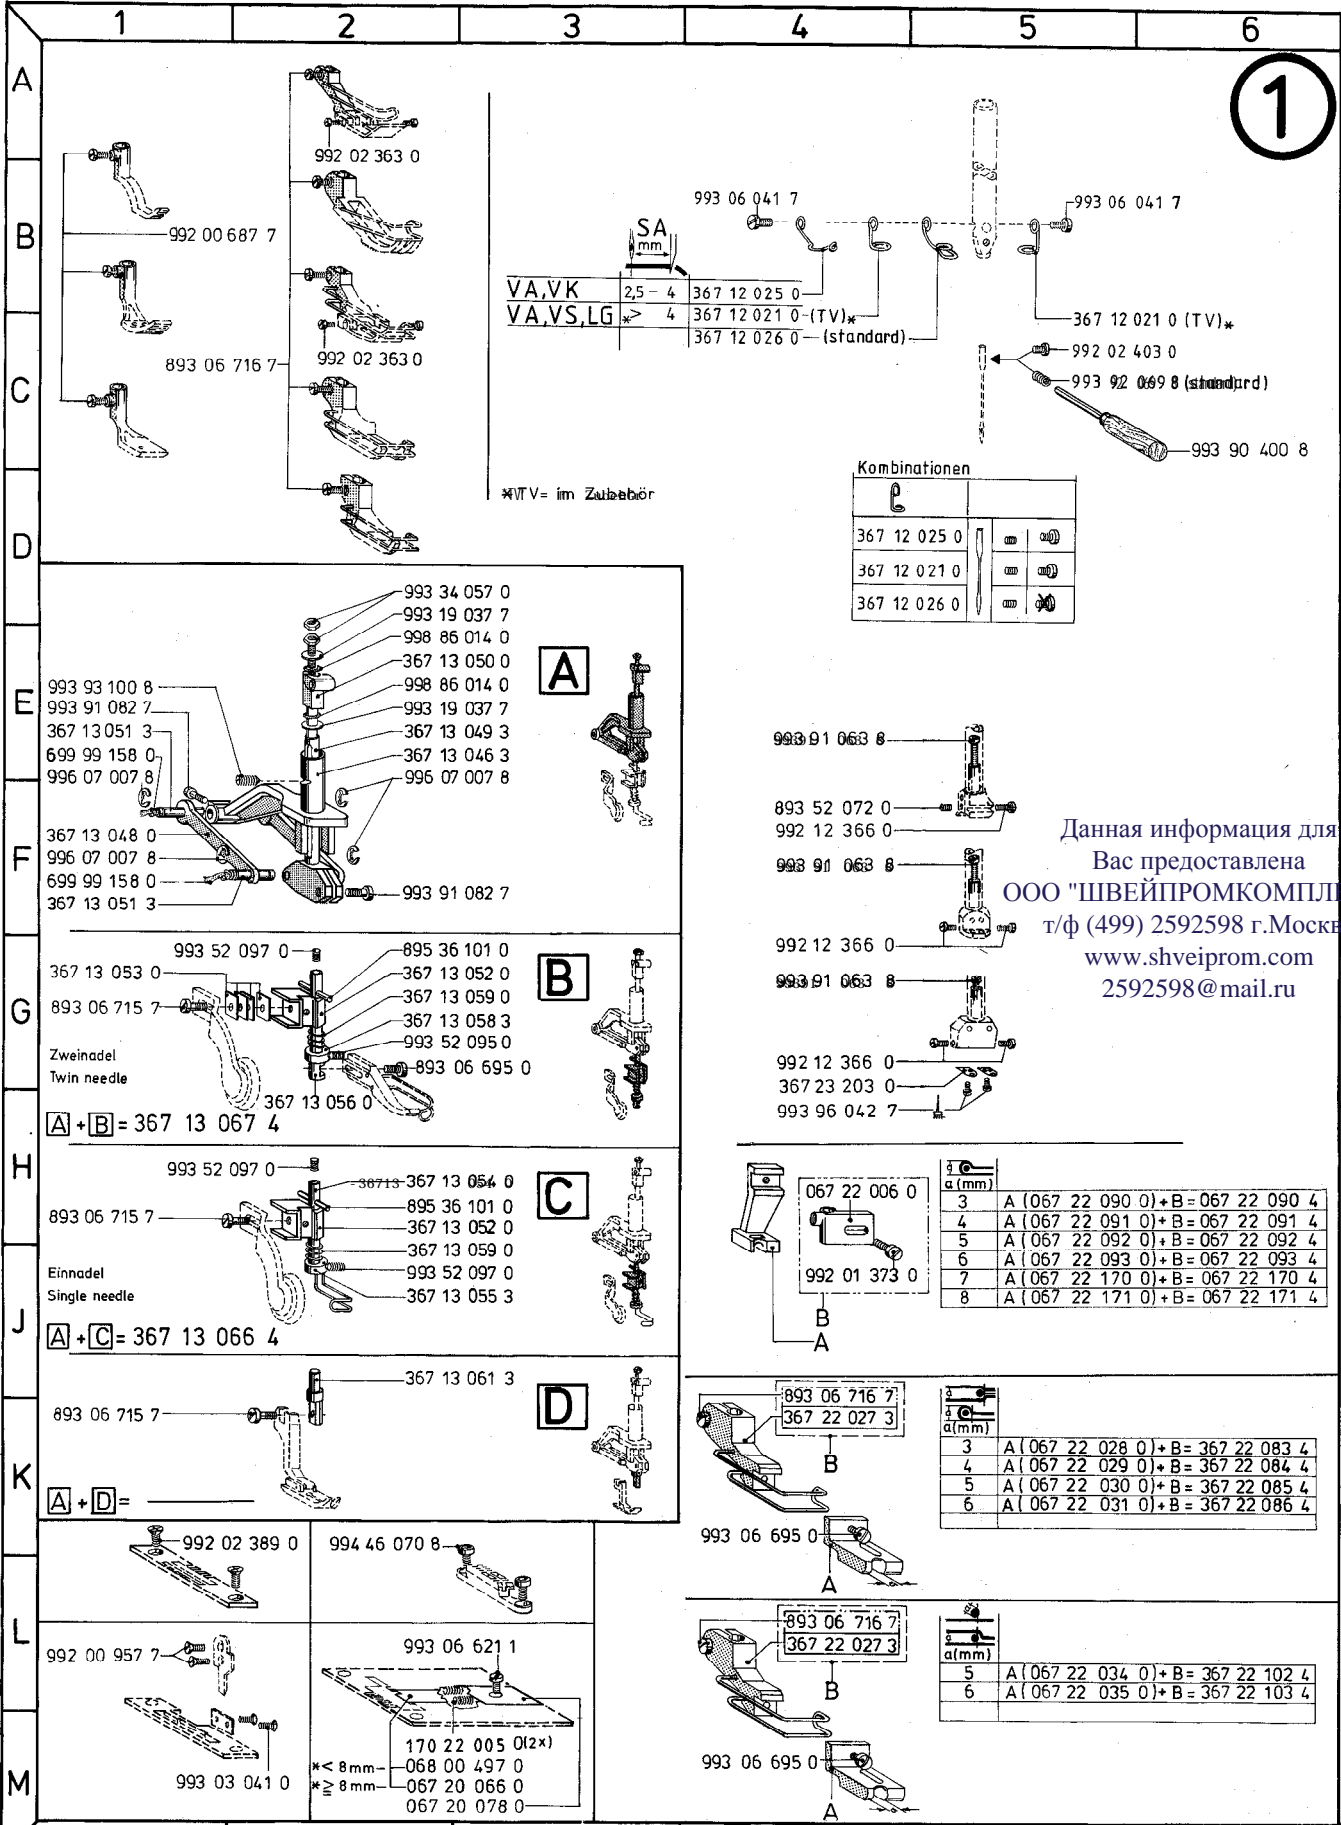 1 2 3 4 5 6
A
B
C
D
E
F
G
H
J
K
L
M
1
992 02 363 0
992 00 687 7
992 02 363 0
893 06 716 7
993 06 041 7
993 06 041 7
SA
mm
VA,VK 2,5 - 4 367 12 025 0
VA,VS,LG *> 4 367 12 021 0 (TV)*
367 12 026 0 (standard)
367 12 021 0 (TV)*
992 02 403 0
(standard)
993 90 400 8
TV= im Zubehör
Kombinationen
367 12 025 0
367 12 021 0
367 12 026 0
A
993 34 057 0
993 19 037 7
998 86 014 0
367 13 050 0
998 86 014 0
993 19 037 7
367 13 049 3
367 13 046 3
996 07 007 8
993 93 100 8
993 91 082 7
367 13 051 3
699 99 158 0
996 07 007 8
367 13 048 0
996 07 007 8
699 99 158 0
367 13 051 3
993 91 082 7
993 91 063 8
893 52 072 0
992 12 366 0
993 91 063 8
992 12 366 0
993 91 063 8
992 12 366 0
367 23 203 0
993 96 042 7
Данная информация для
Вас предоставлена
ООО "ШВЕЙПРОМКОМПЛЕ
т/ф (499) 2592598 г.Москв
www.shveiprom.com
2592598@mail.ru
B
993 52 097 0
367 13 053 0
893 06 715 7
895 36 101 0
367 13 052 0
367 13 059 0
367 13 058 3
993 52 095 0
893 06 695 0
367 13 056 0
Zweinadel
Twin needle
A + B = 367 13 067 4
C
993 52 097 0
893 06 715 7
367 13 054 0
895 36 101 0
367 13 052 0
367 13 059 0
993 52 097 0
367 13 055 3
Einnadel
Single needle
A + C = 367 13 066 4
D
367 13 061 3
893 06 715 7
A + D =
067 22 006 0
992 01 373 0
B
A
a(mm)
3 A (067 22 090 0) + B = 067 22 090 4
4 A (067 22 091 0) + B = 067 22 091 4
5 A (067 22 092 0) + B = 067 22 092 4
6 A (067 22 093 0) + B = 067 22 093 4
7 A (067 22 170 0) + B = 067 22 170 4
8 A (067 22 171 0) + B = 067 22 171 4
893 06 716 7
367 22 027 3
B
993 06 695 0
A
a
a
a(mm)
3 A (067 22 028 0) + B = 367 22 083 4
4 A (067 22 029 0) + B = 367 22 084 4
5 A (067 22 030 0) + B = 367 22 085 4
6 A (067 22 031 0) + B = 367 22 086 4
893 06 716 7
367 22 027 3
B
993 06 695 0
A
a(mm)
5 A (067 22 034 0) + B = 367 22 102 4
6 A (067 22 035 0) + B = 367 22 103 4
992 02 389 0
994 46 070 8
992 00 957 7
993 03 041 0
993 06 621 1
170 22 005 0(2x)
*< 8mm 068 00 497 0
*≧ 8mm 067 20 066 0
067 20 078 0